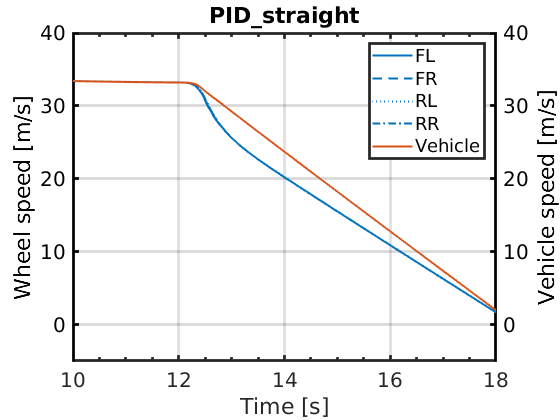 PID_straight
40
30
20
10
0
Wheel speed [m/s]
40
30
20
10
0
Vehicle speed [m/s]
FL
FR
RL
RR
Vehicle
10 12 14 16 18
Time [s]